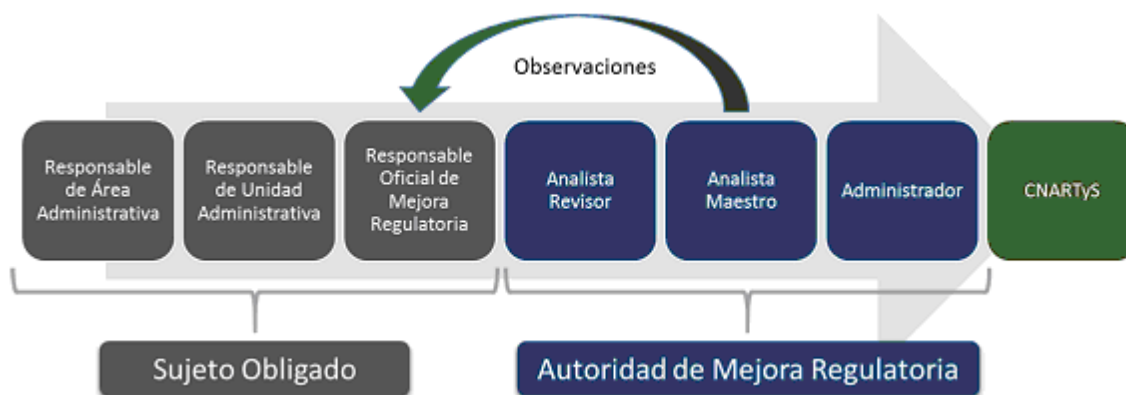 Observaciones
Responsable
de Área
Administrativa
Responsable
de Unidad
Administrativa
Responsable
Oficial de
Mejora
Regulatoria
Analista
Revisor
Analista
Maestro
Administrador
CNARTyS
Sujeto Obligado
Autoridad de Mejora Regulatoria